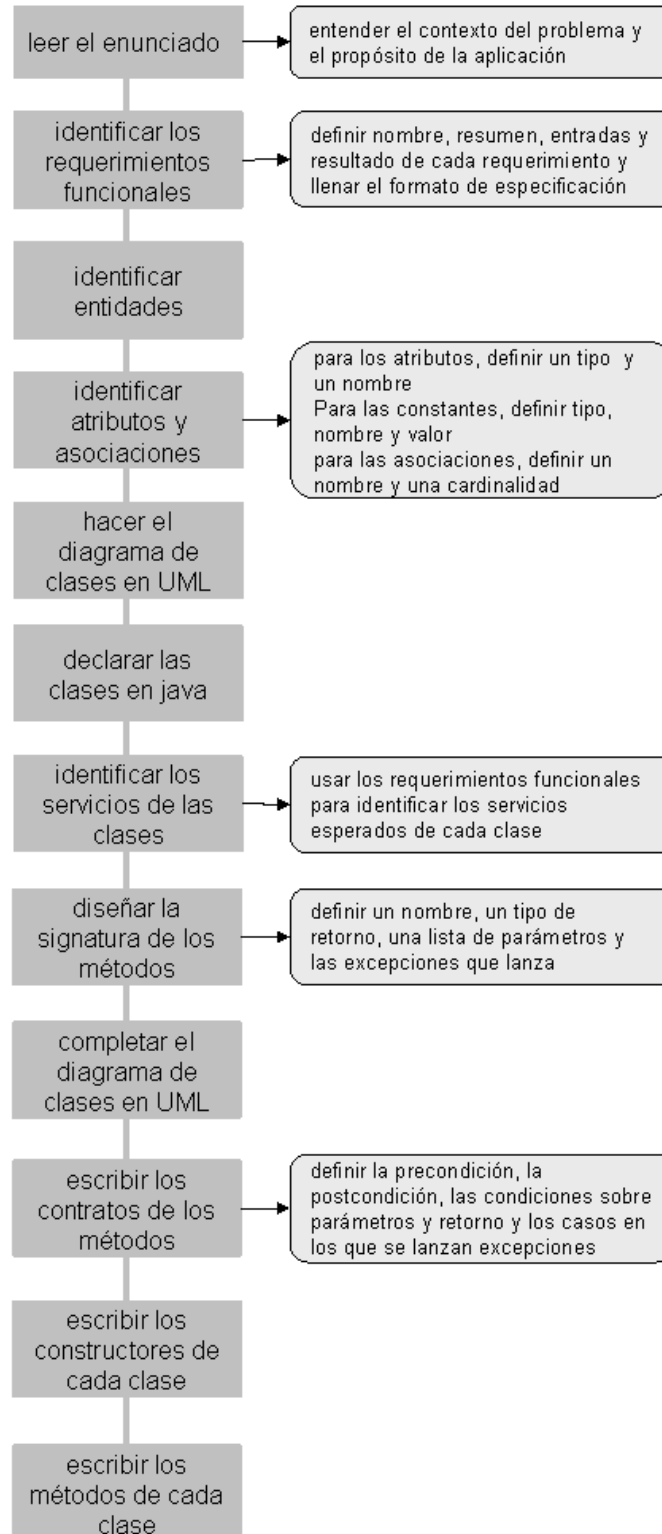 leer el enunciado
entender el contexto del problema y
el propósito de la aplicación
identificar los
requerimientos
funcionales
definir nombre, resumen, entradas y
resultado de cada requerimiento y
llenar el formato de especificación
identificar
entidades
identificar
atributos y
asociaciones
para los atributos, definir un tipo y
un nombre
Para las constantes, definir tipo,
nombre y valor
para las asociaciones, definir un
nombre y una cardinalidad
hacer el
diagrama de
clases en UML
declarar las
clases en java
identificar los
servicios de las
clases
usar los requerimientos funcionales
para identificar los servicios
esperados de cada clase
diseñar la
signatura de los
métodos
definir un nombre, un tipo de
retorno, una lista de parámetros y
las excepciones que lanza
completar el
diagrama de
clases en UML
escribir los
contratos de los
métodos
definir la precondición, la
postcondición, las condiciones sobre
parámetros y retorno y los casos en
los que se lanzan excepciones
escribir los
constructores de
cada clase
escribir los
métodos de cada
clase